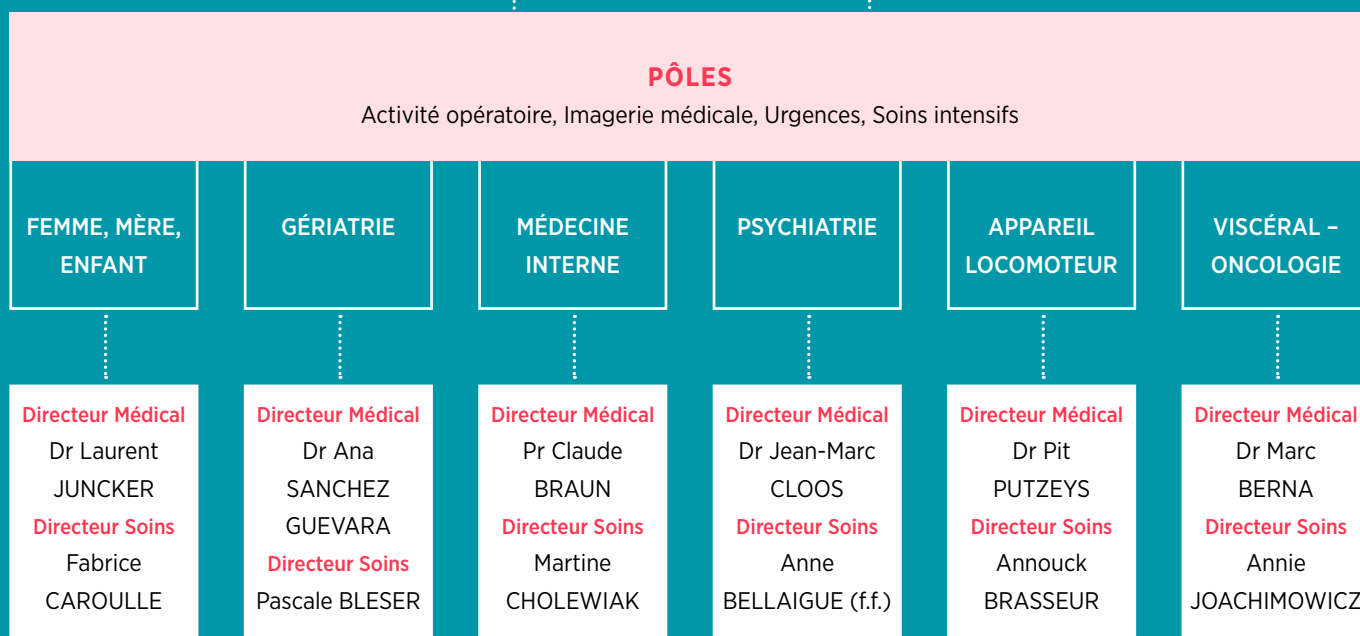 PÔLES
Activité opératoire, Imagerie médicale, Urgences, Soins intensifs
FEMME, MÈRE,
ENFANT
GÉRIATRIE
MÉDECINE
INTERNE
PSYCHIATRIE
APPAREIL
LOCOMOTEUR
VISCÉRAL –
ONCOLOGIE
Directeur Médical
Dr Laurent
JUNCKER
Directeur Soins
Fabrice
CAROULLE
Directeur Médical
Dr Ana
SANCHEZ
GUEVARA
Directeur Soins
Pascale BLESER
Directeur Médical
Pr Claude
BRAUN
Directeur Soins
Martine
CHOLEWIAK
Directeur Médical
Dr Jean-Marc
CLOOS
Directeur Soins
Anne
BELLAIGUE (f.f.)
Directeur Médical
Dr Pit
PUTZEYS
Directeur Soins
Annouck
BRASSEUR
Directeur Médical
Dr Marc
BERNA
Directeur Soins
Annie
JOACHIMOWICZ